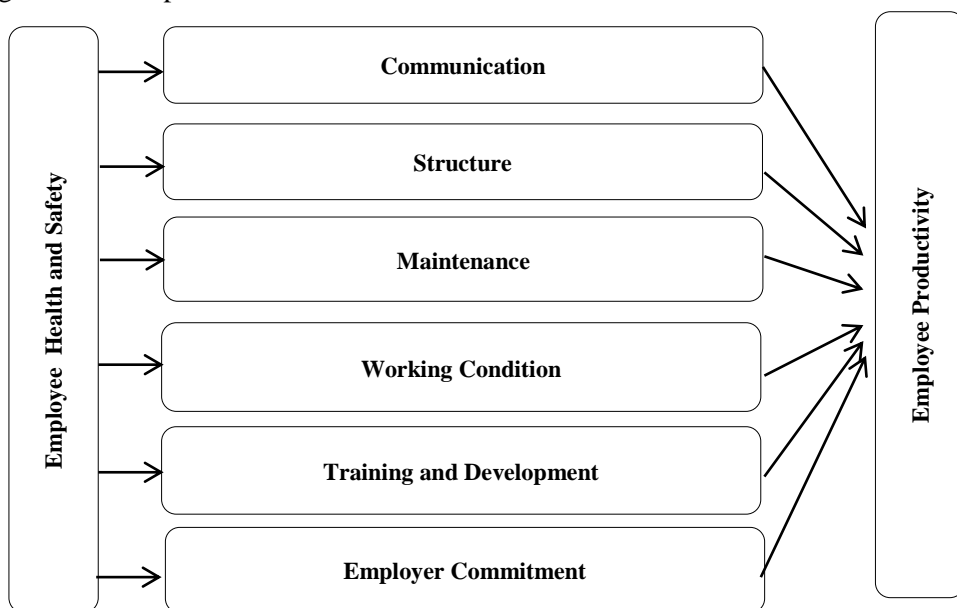 Communication
Structure
Maintenance
Working Condition
Training and Development
Employer Commitment
Employee Health and Safety
Employee Productivity